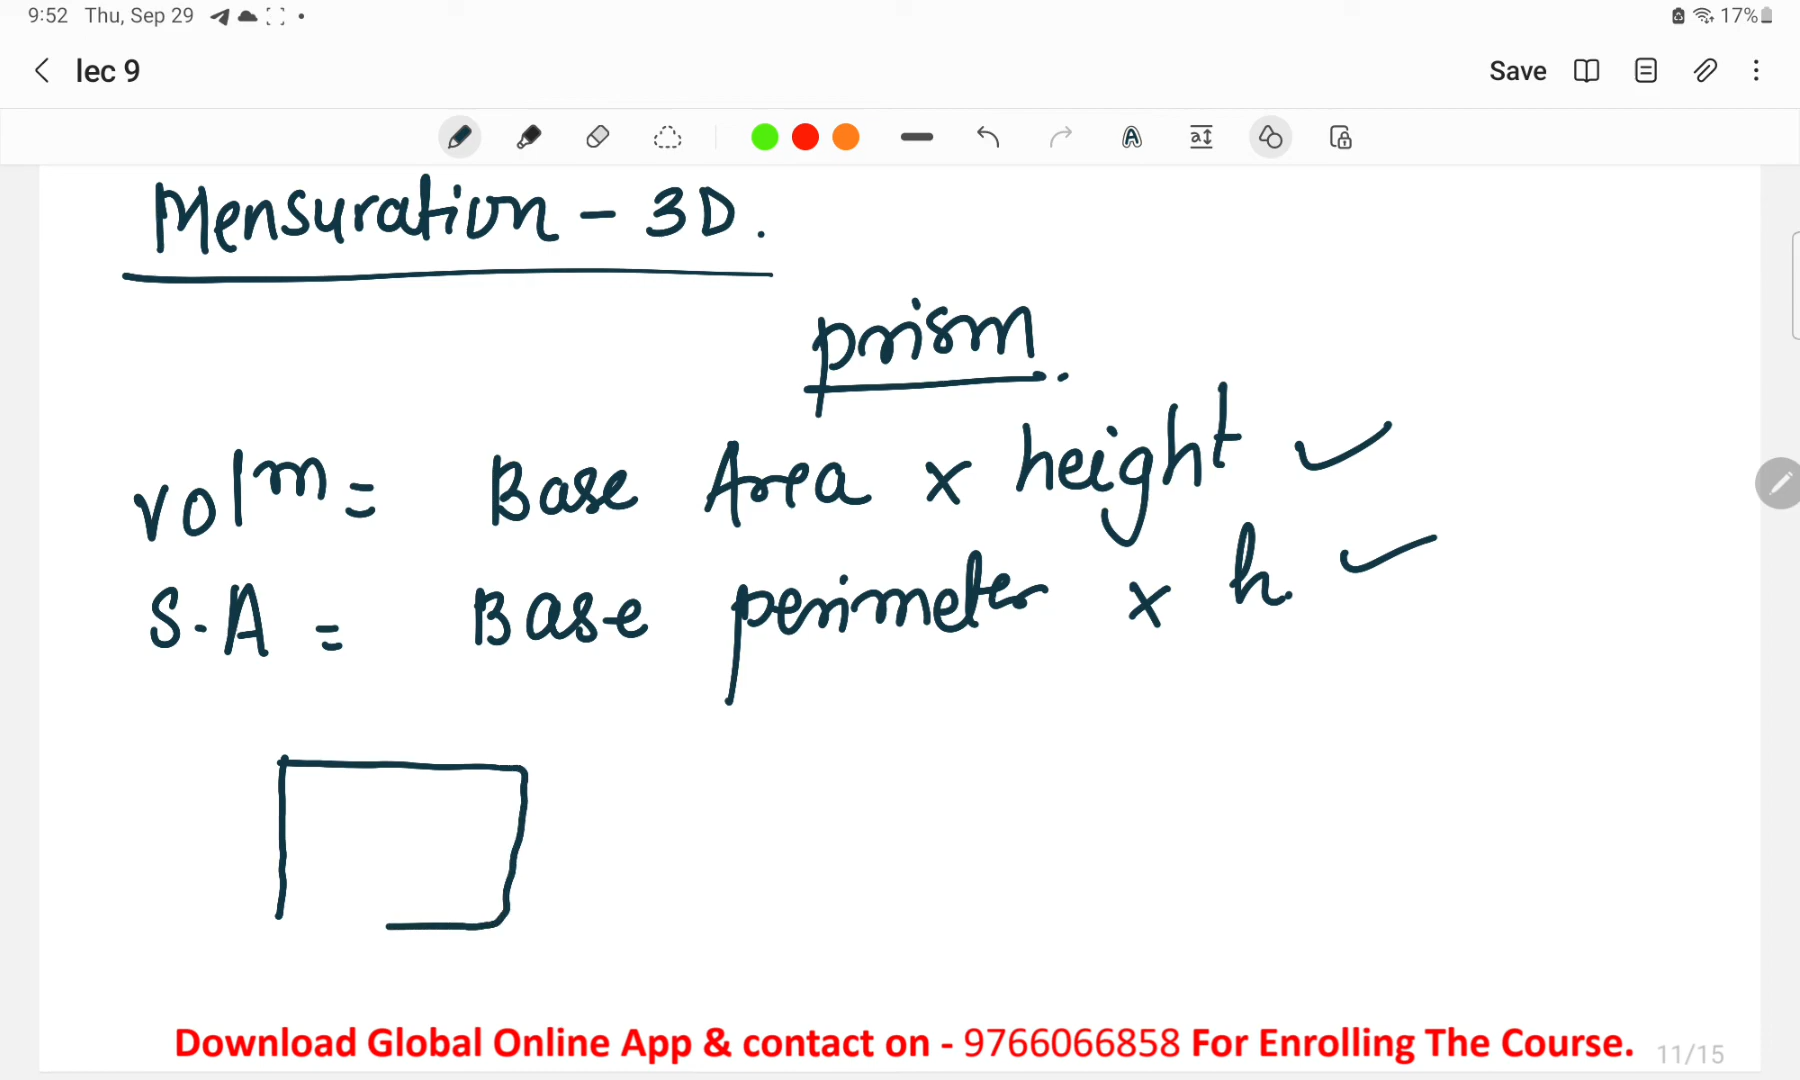 9:52 Thu, Sep 29 17%
lec 9 Save
Mensuration - 3D.
prism.
volm = Base Area x height ✓
S.A = Base perimeter x h. ✓
Download Global Online App & contact on - 9766066858 For Enrolling The Course. 11/15